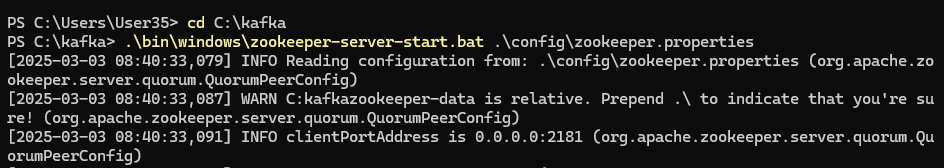 PS C:\Users\User35> cd C:\kafka
PS C:\kafka> .\bin\windows\zookeeper-server-start.bat .\config\zookeeper.properties
[2025-03-03 08:40:33,079] INFO Reading configuration from: .\config\zookeeper.properties (org.apache.zo
okeeper.server.quorum.QuorumPeerConfig)
[2025-03-03 08:40:33,087] WARN C:kafkazookeeper-data is relative. Prepend .\ to indicate that you're su
re! (org.apache.zookeeper.server.quorum.QuorumPeerConfig)
[2025-03-03 08:40:33,091] INFO clientPortAddress is 0.0.0.0:2181 (org.apache.zookeeper.server.quorum.Qu
orumPeerConfig)